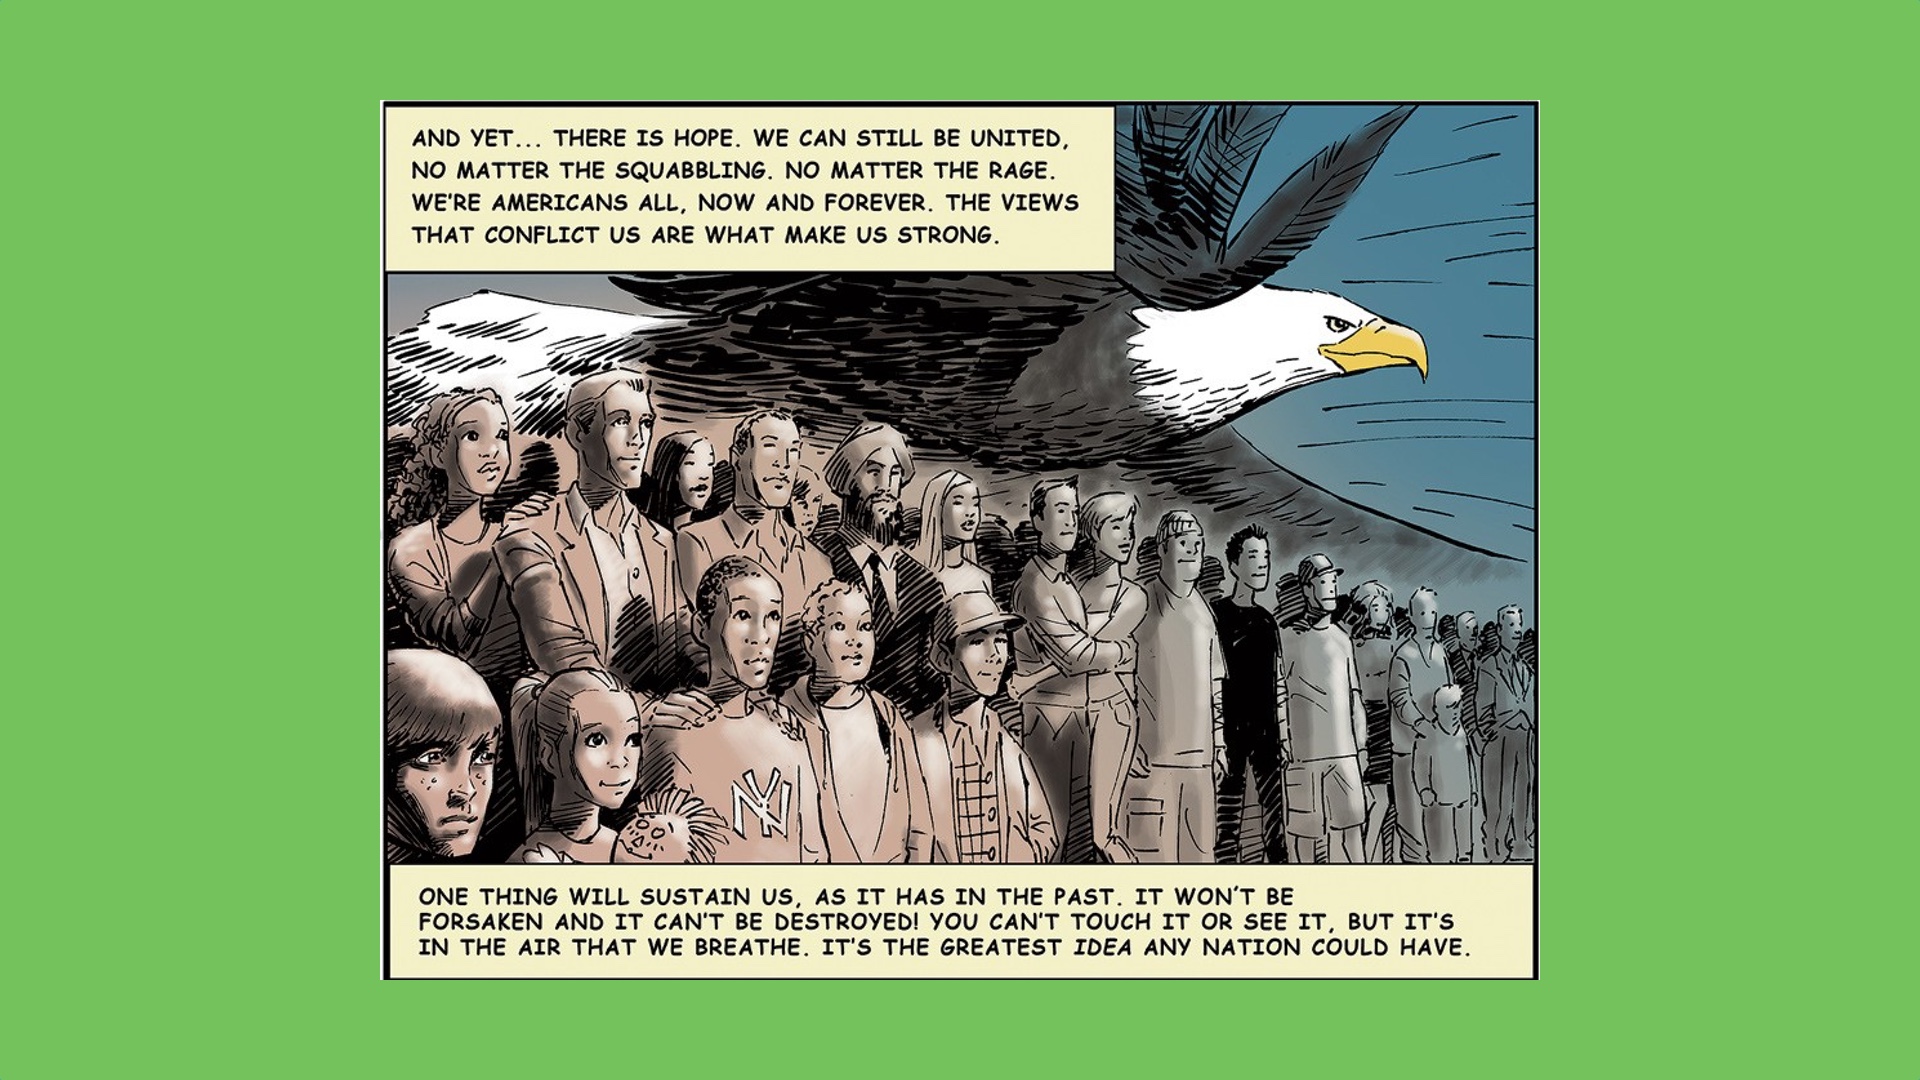 AND YET... THERE IS HOPE. WE CAN STILL BE UNITED,
NO MATTER THE SQUABBLING. NO MATTER THE RAGE.
WE'RE AMERICANS ALL, NOW AND FOREVER. THE VIEWS
THAT CONFLICT US ARE WHAT MAKE US STRONG.
NY
ONE THING WILL SUSTAIN US, AS IT HAS IN THE PAST. IT WON'T BE
FORSAKEN AND IT CAN'T BE DESTROYED! YOU CAN'T TOUCH IT OR SEE IT, BUT IT'S
IN THE AIR THAT WE BREATHE. IT'S THE GREATEST IDEA ANY NATION COULD HAVE.